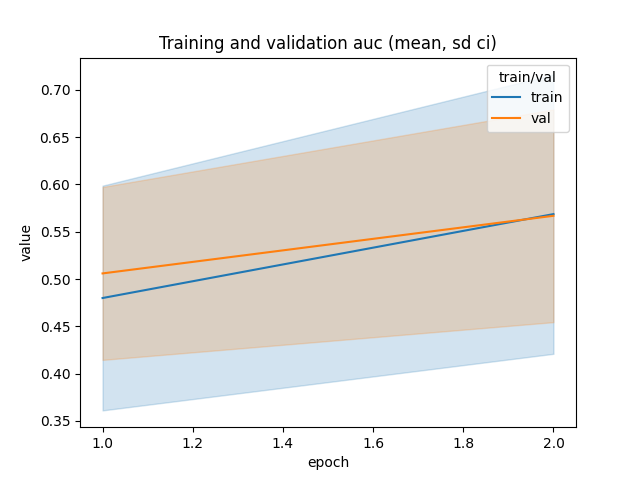 Training and validation auc (mean, sd ci)
train/val
train
val
value
0.70
0.65
0.60
0.55
0.50
0.45
0.40
0.35
1.0
1.2
1.4
1.6
1.8
2.0
epoch